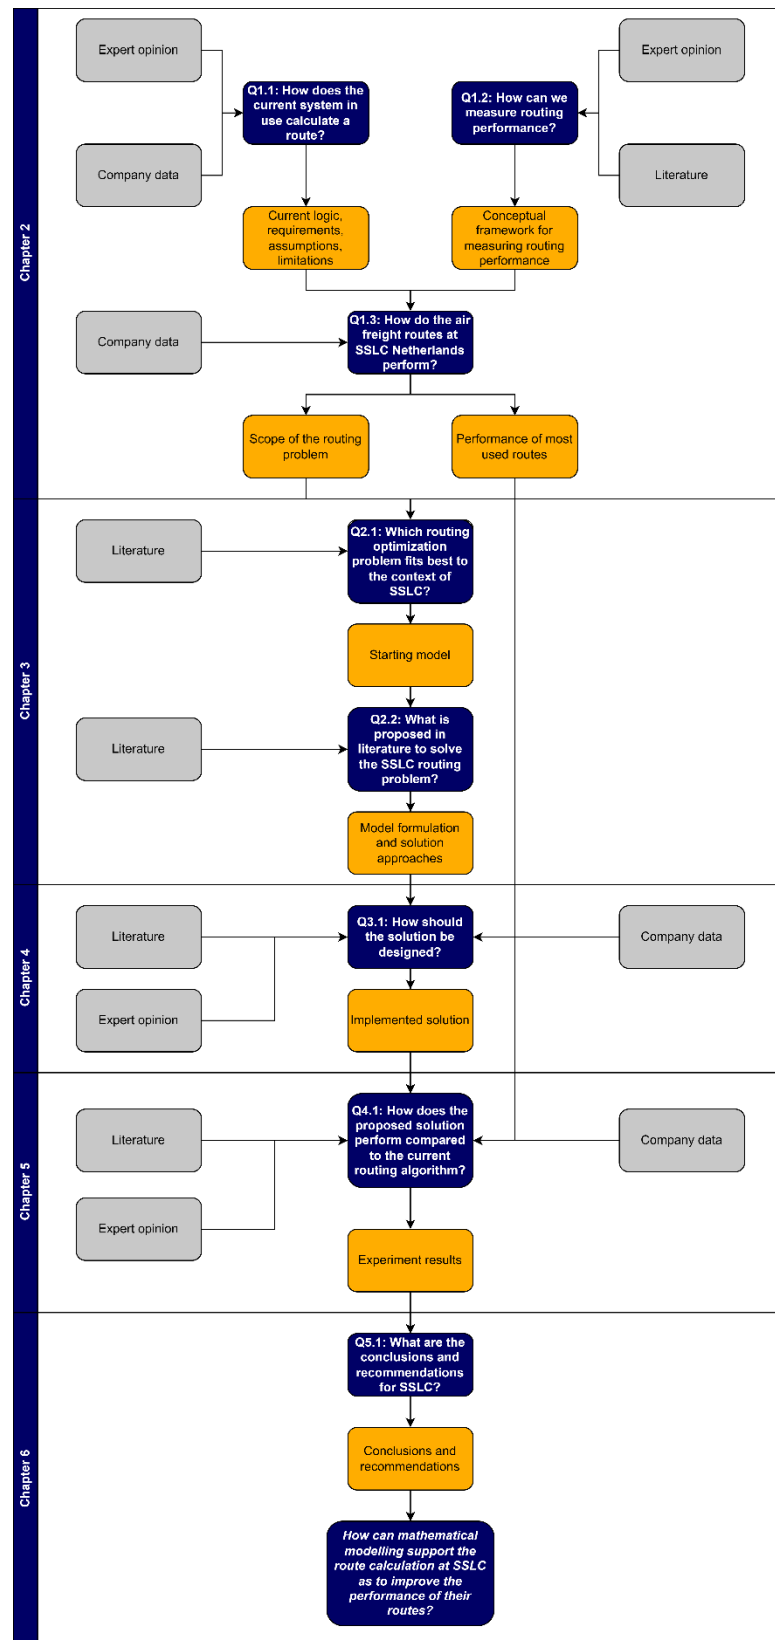 Chapter 2
Expert opinion
Expert opinion
Q1.1: How does the
current system in
use calculate a
route?
Q1.2: How can we
measure routing
performance?
Company data
Literature
Current logic,
requirements,
assumptions,
limitations
Conceptual
framework for
measuring routing
performance
Company data
Q1.3: How do the air
freight routes at
SSLC Netherlands
perform?
Scope of the routing
problem
Performance of most
used routes
Chapter 3
Literature
Q2.1: Which routing
optimization
problem fits best to
the context of
SSLC?
Starting model
Literature
Q2.2: What is
proposed in
literature to solve
the SSLC routing
problem?
Model formulation
and solution
approaches
Chapter 4
Literature
Q3.1: How should
the solution be
designed?
Company data
Expert opinion
Implemented solution
Chapter 5
Literature
Q4.1: How does the
proposed solution
perform compared
to the current
routing algorithm?
Company data
Expert opinion
Experiment results
Chapter 6
Q5.1: What are the
conclusions and
recommendations
for SSLC?
Conclusions and
recommendations
How can mathematical
modelling support the
route calculation at SSLC
as to improve the
performance of their
routes?